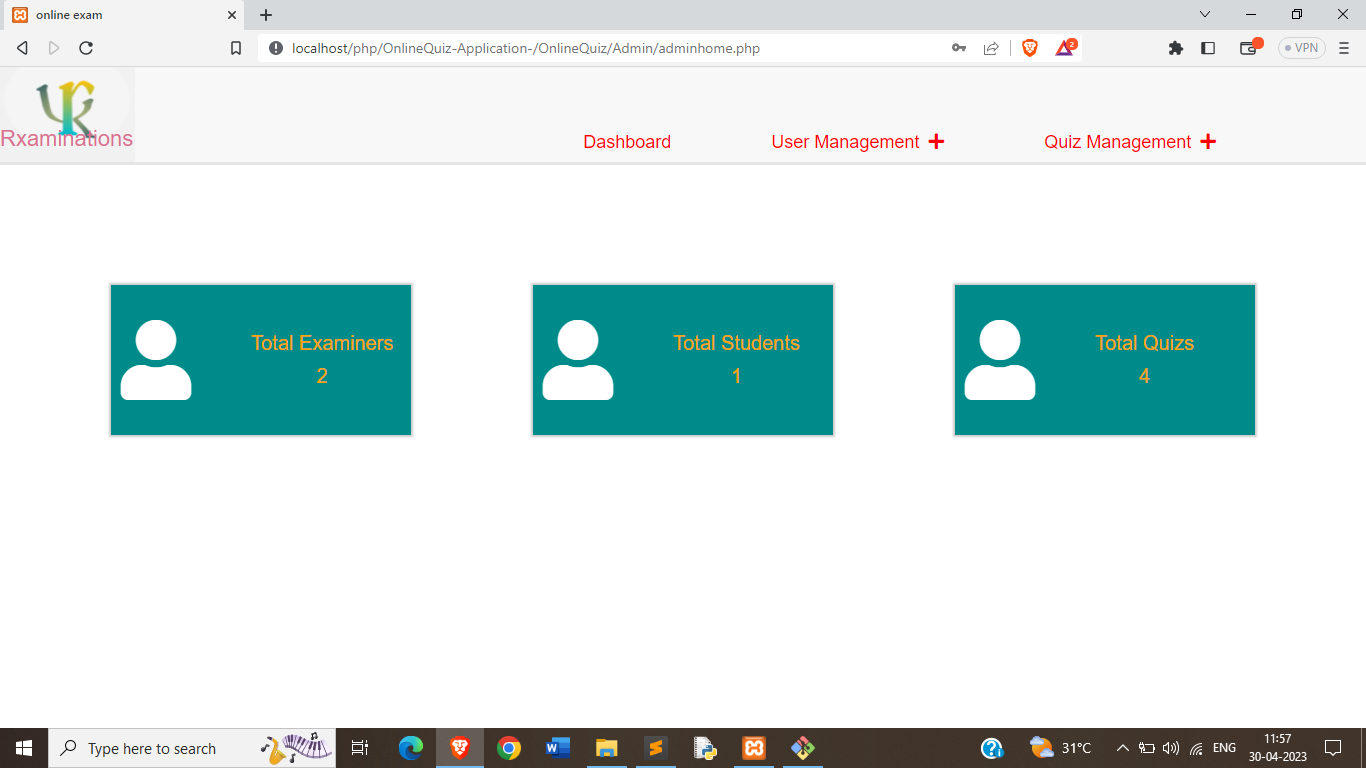 online exam
localhost/php/OnlineQuiz-Application-/OnlineQuiz/Admin/adminhome.php
2
VPN
Rxaminations
Dashboard
User Management
Quiz Management
Total Examiners
2
Total Students
1
Total Quizs
4
Type here to search
31°C
ENG
11:57
30-04-2023